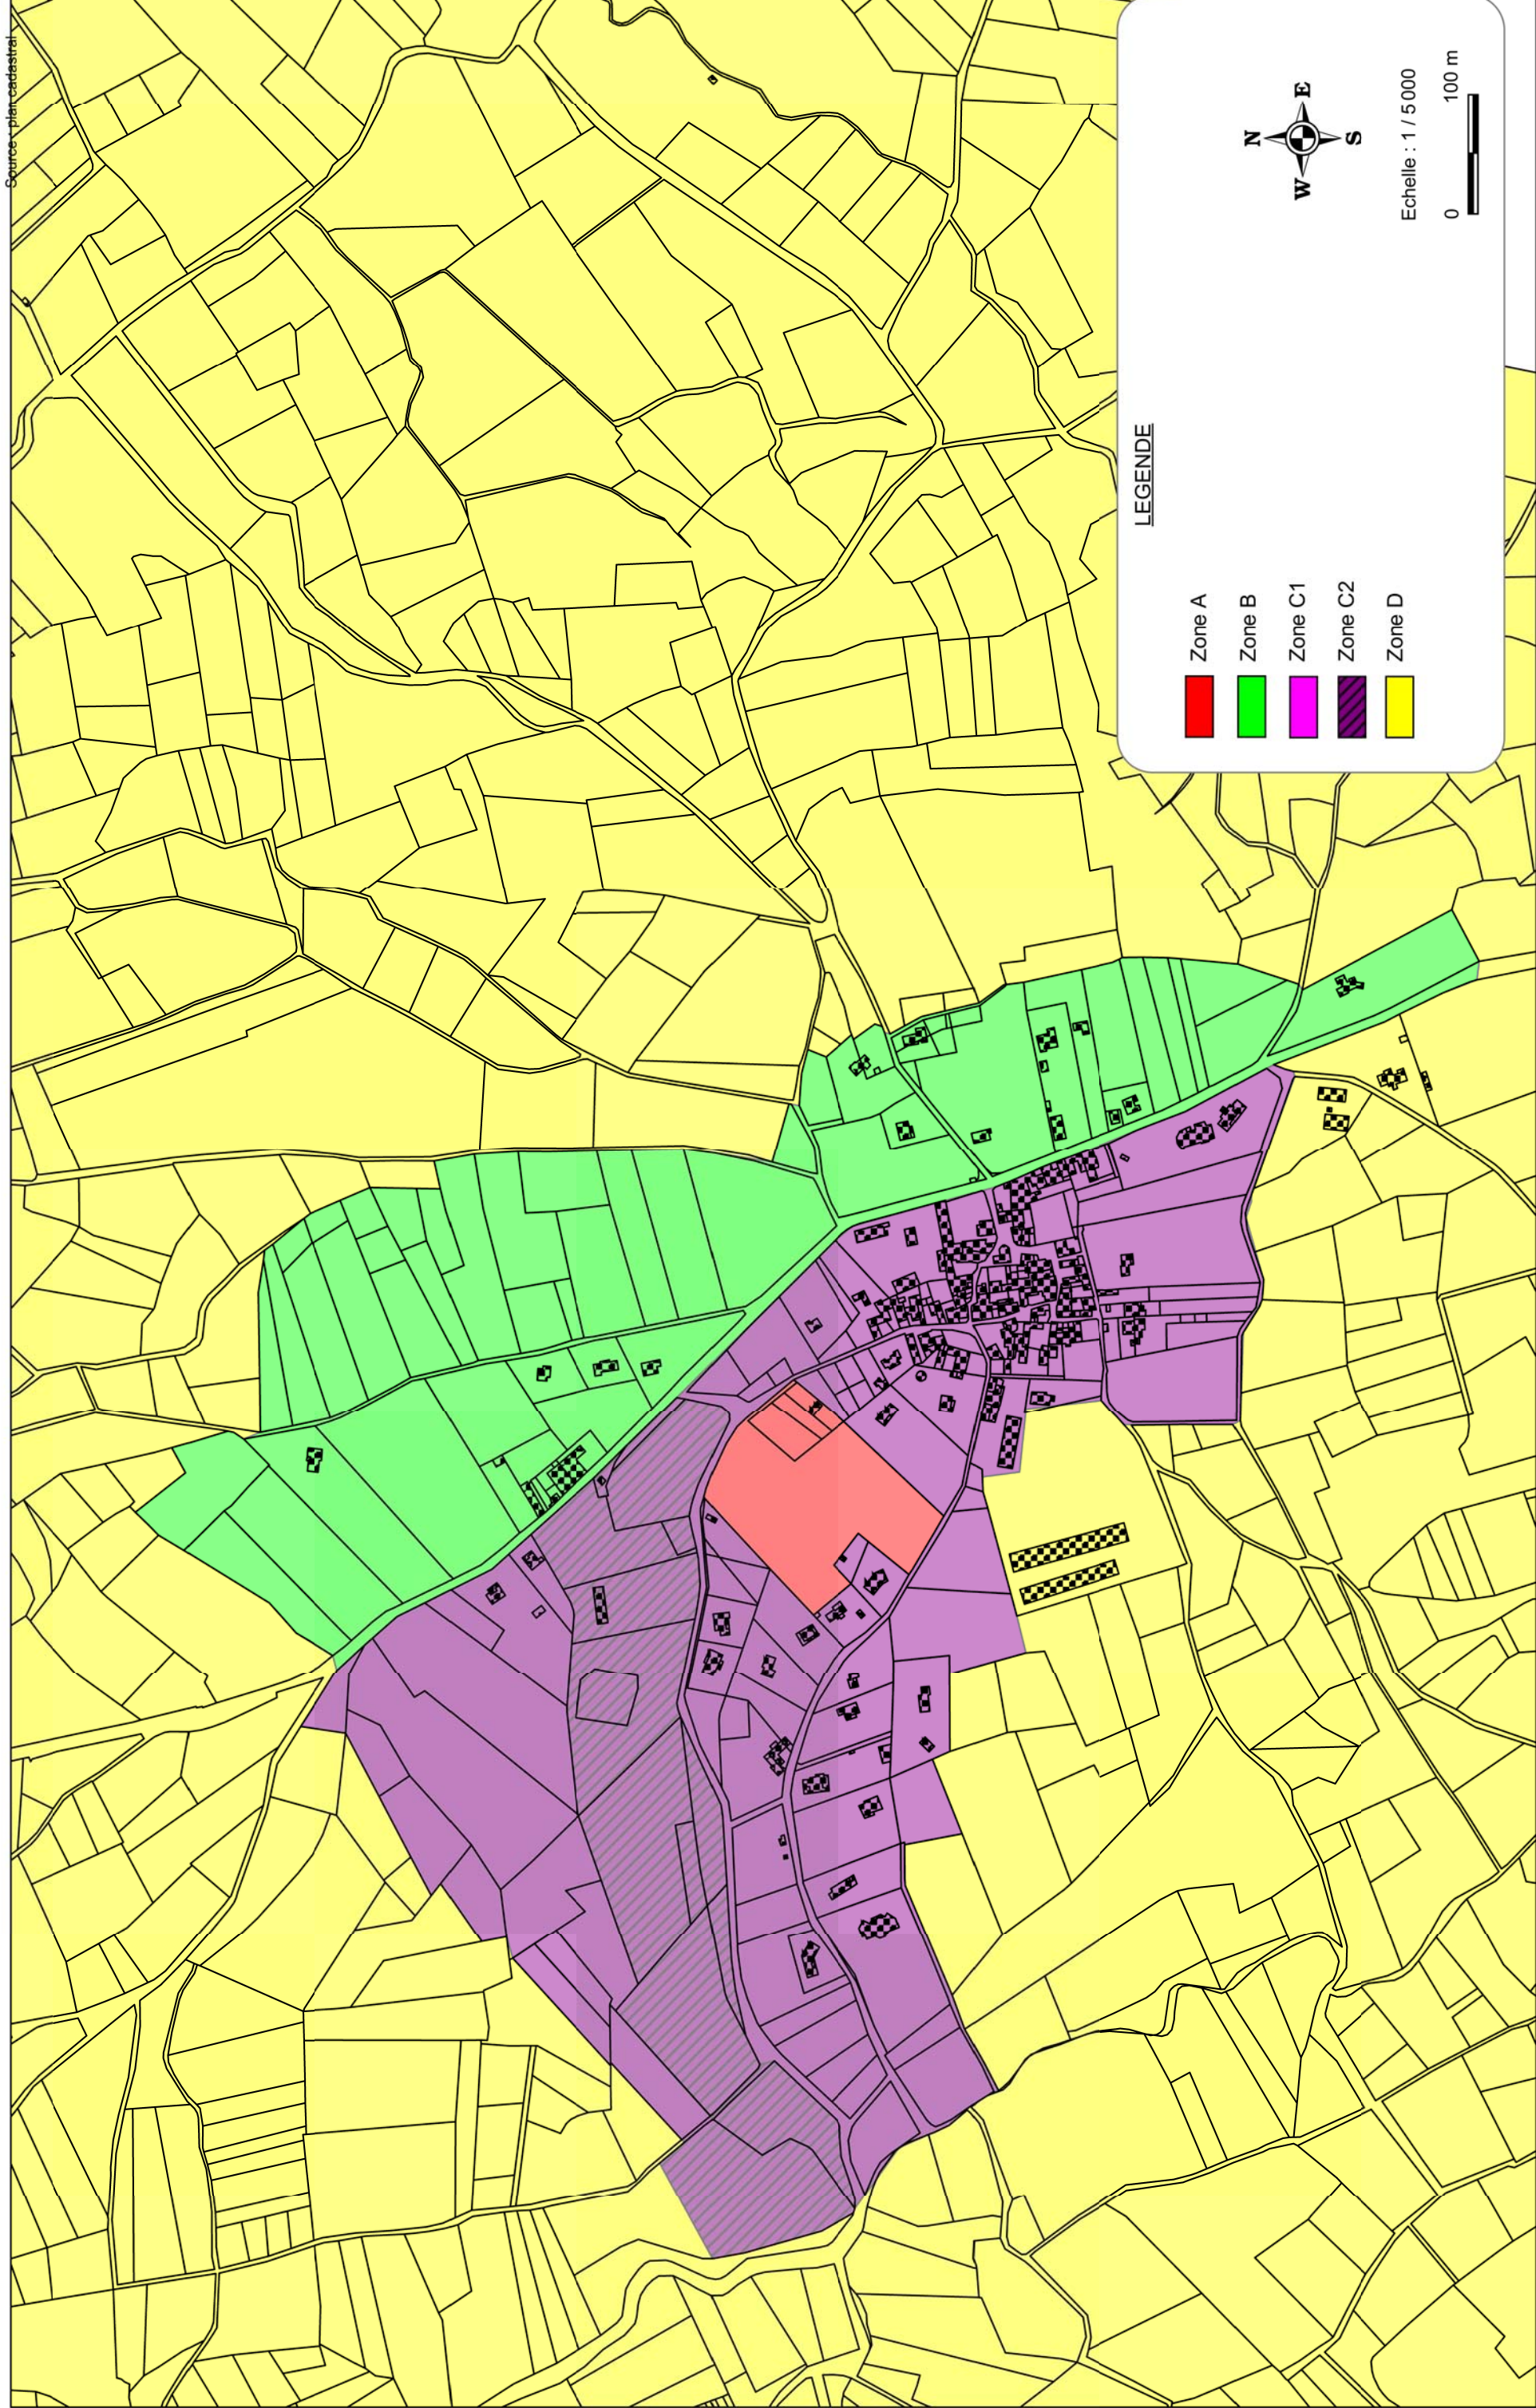 Source : plan cadastral
LEGENDE
Zone A
Zone B
Zone C1
Zone C2
Zone D
N
W E
S
Echelle : 1 / 5 000
0 100 m